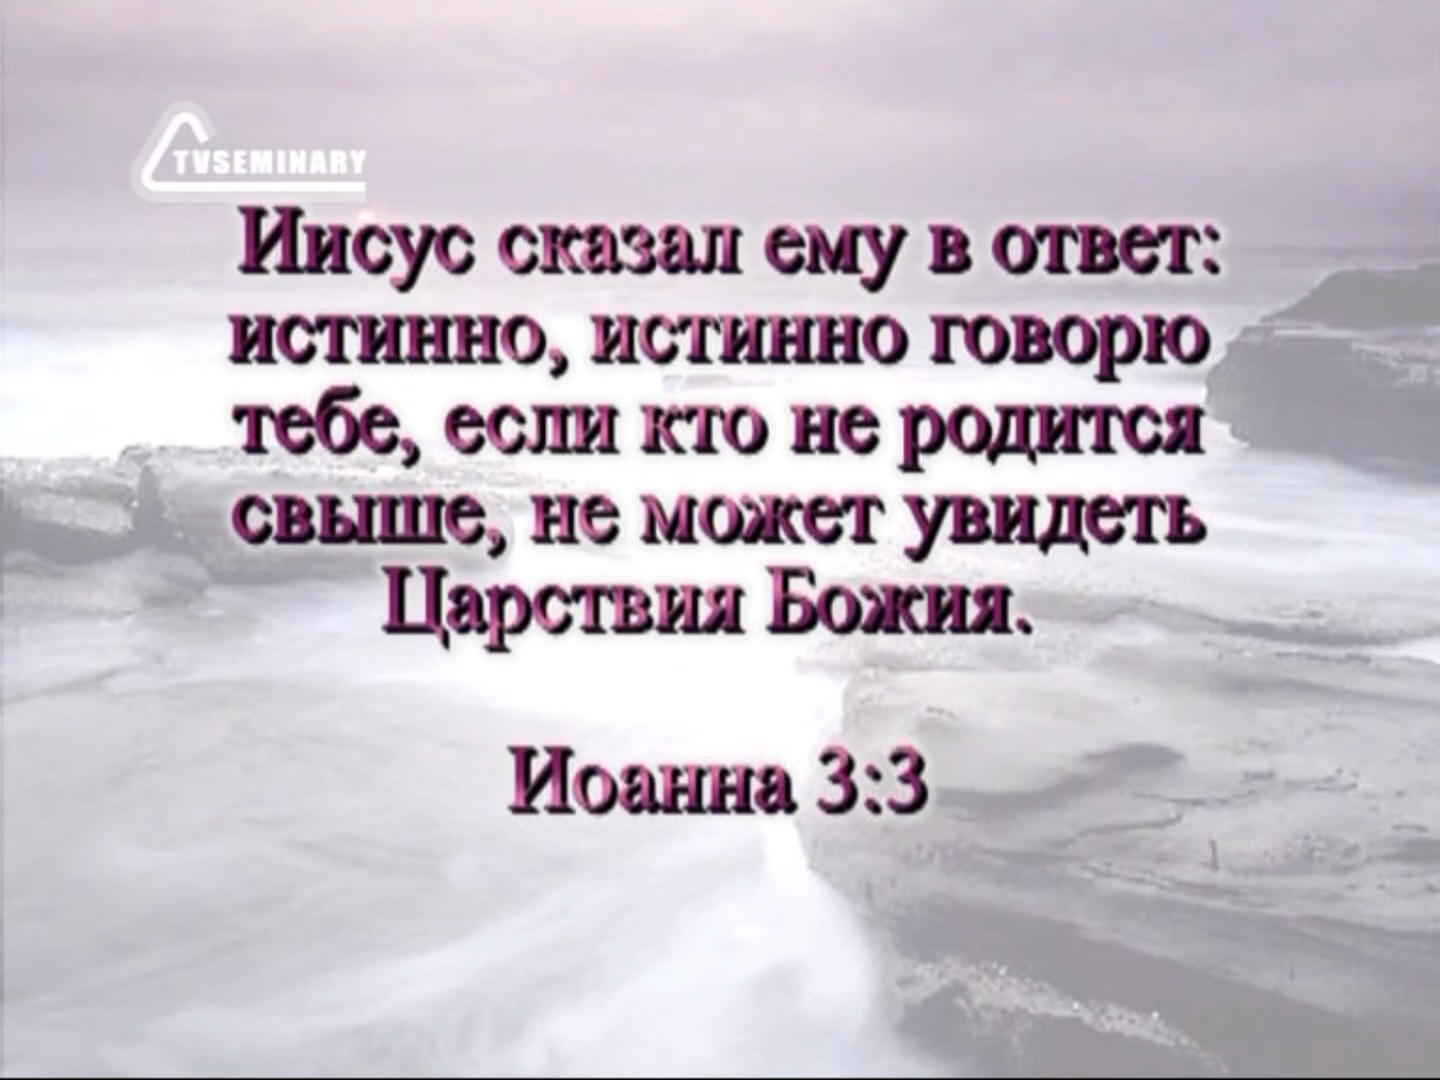 TVSEMINARY
Иисус сказал ему в ответ:
истинно, истинно говорю
тебе, если кто не родится
свыше, не может увидеть
Царствия Божия.
Иоанна 3:3